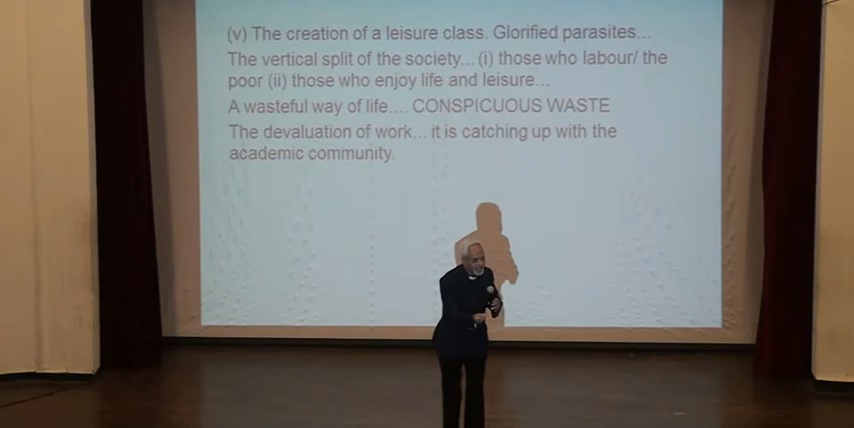 (v) The creation of a leisure class. Glorified parasites...
The vertical split of the society... (i) those who labour/ the
poor (ii) those who enjoy life and leisure...
A wasteful way of life.... CONSPICUOUS WASTE
The devaluation of work... it is catching up with the
academic community.